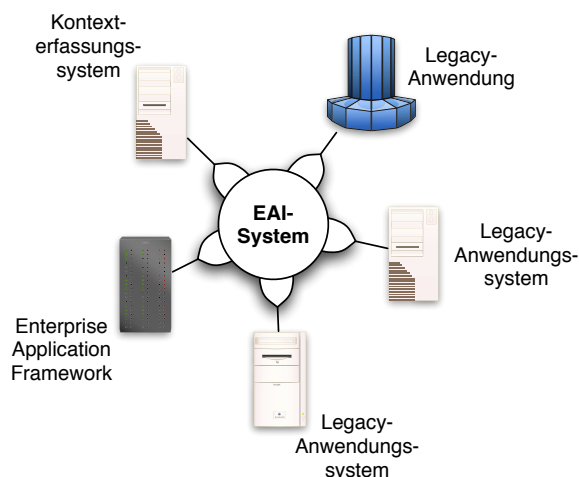 Kontext-
erfassungs-
system
Legacy-
Anwendung
EAI-
System
Legacy-
Anwendungs-
system
Enterprise
Application
Framework
Legacy-
Anwendungs-
system